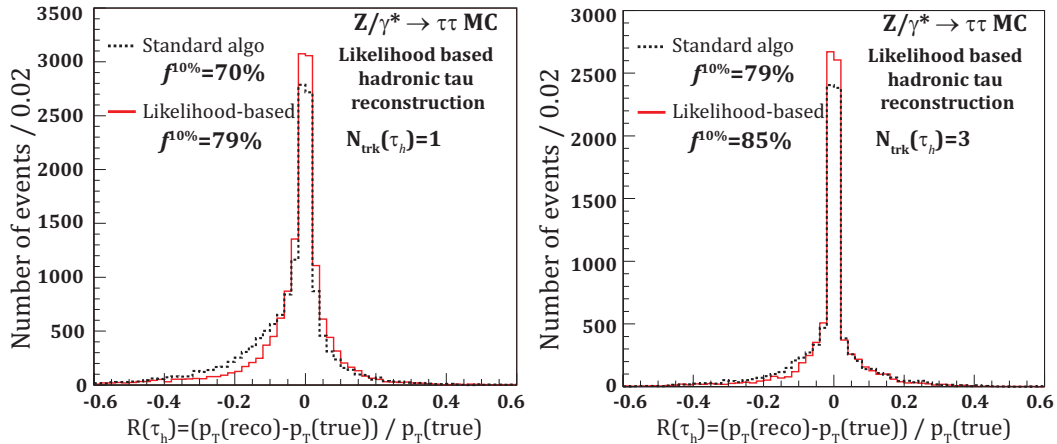 Z/γ* → ττ MC
Standard algo
f¹⁰%=70%
Likelihood-based
f¹⁰%=79%
Likelihood based
hadronic tau
reconstruction
N_trk(τ_h)=1
Number of events / 0.02
3500
3000
2500
2000
1500
1000
500
0
-0.6 -0.4 -0.2 0 0.2 0.4 0.6
R(τ_h)=(p_T(reco)-p_T(true)) / p_T(true)
Z/γ* → ττ MC
Standard algo
f¹⁰%=79%
Likelihood-based
f¹⁰%=85%
Likelihood based
hadronic tau
reconstruction
N_trk(τ_h)=3
Number of events / 0.02
3000
2500
2000
1500
1000
500
0
-0.6 -0.4 -0.2 0 0.2 0.4 0.6
R(τ_h)=(p_T(reco)-p_T(true)) / p_T(true)